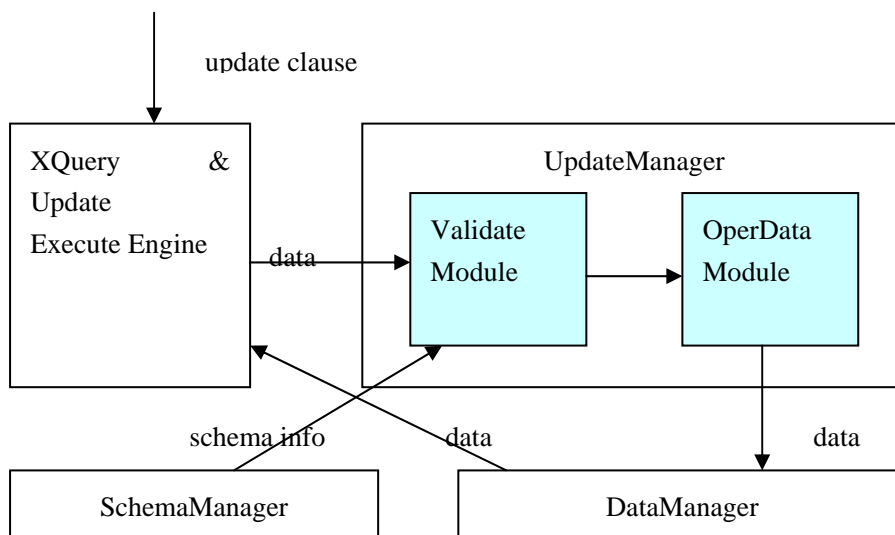 update clause
XQuery &
Update
Execute Engine
UpdateManager
Validate
Module
OperData
Module
data
schema info
data
data
SchemaManager
DataManager